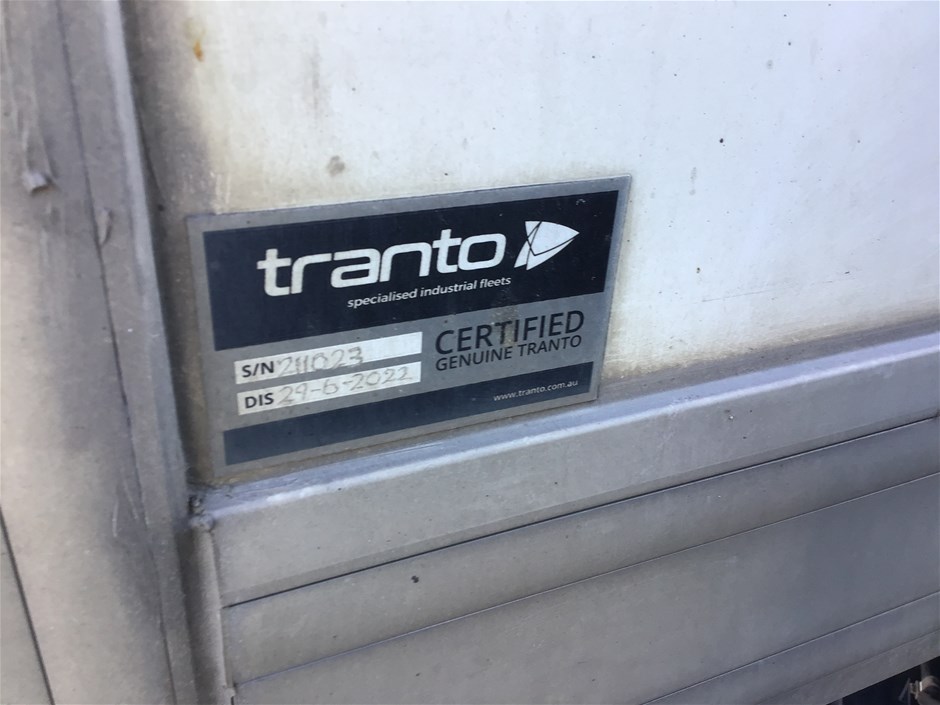 tranto
specialised industrial fleets
S/N 211023
CERTIFIED
GENUINE TRANTO
DIS 29-6-2022
www.tranto.com.au